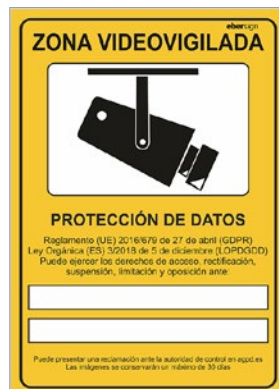 ebersign
ZONA VIDEOVIGILADA
PROTECCIÓN DE DATOS
Reglamento (UE) 2016/679 de 27 de abril (GDPR)
Ley Orgánica (ES) 3/2018 de 5 de diciembre (LOPDGDD)
Puede ejercer los derechos de acceso, rectificación,
suspensión, limitación y oposición ante:
Puede presentar una reclamación ante la autoridad de control en agpd.es
Las imágenes se conservarán un máximo de 30 días